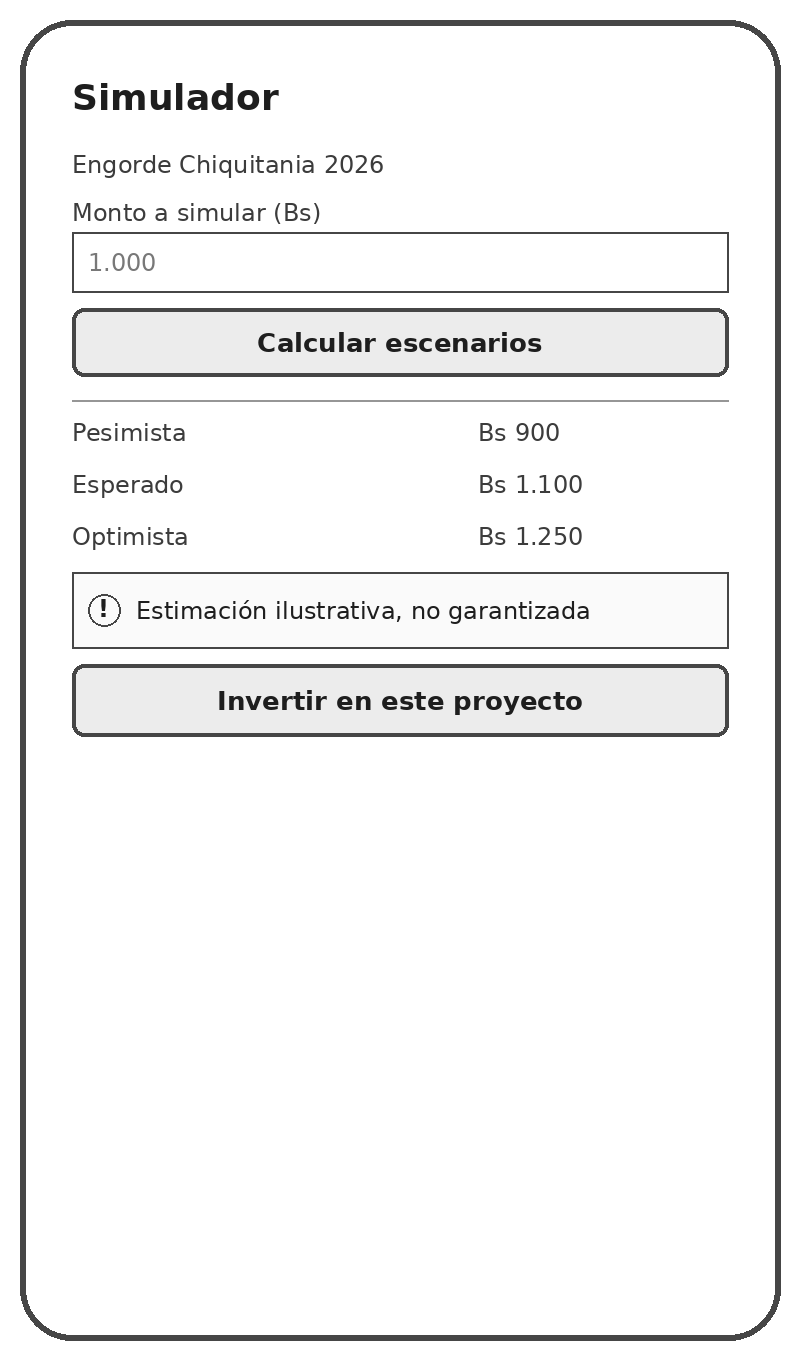 Simulador
Engorde Chiquitania 2026
Monto a simular (Bs)
1.000
Calcular escenarios
Pesimista Bs 900
Esperado Bs 1.100
Optimista Bs 1.250
! Estimación ilustrativa, no garantizada
Invertir en este proyecto